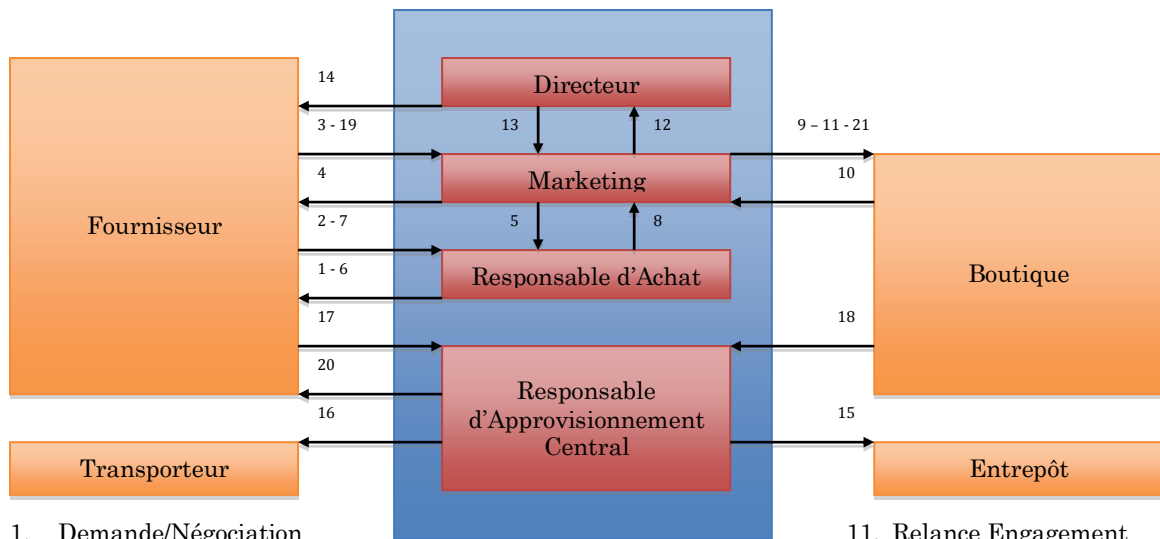 14
Directeur
3 - 19
13
12
9 – 11 - 21
4
Marketing
10
Fournisseur
2 - 7
5
8
Responsable d’Achat
Boutique
1 - 6
17
18
20
Responsable
d’Approvisionnement
Central
16
15
Transporteur
Entrepôt
1. Demande/Négociation
11. Relance Engagement